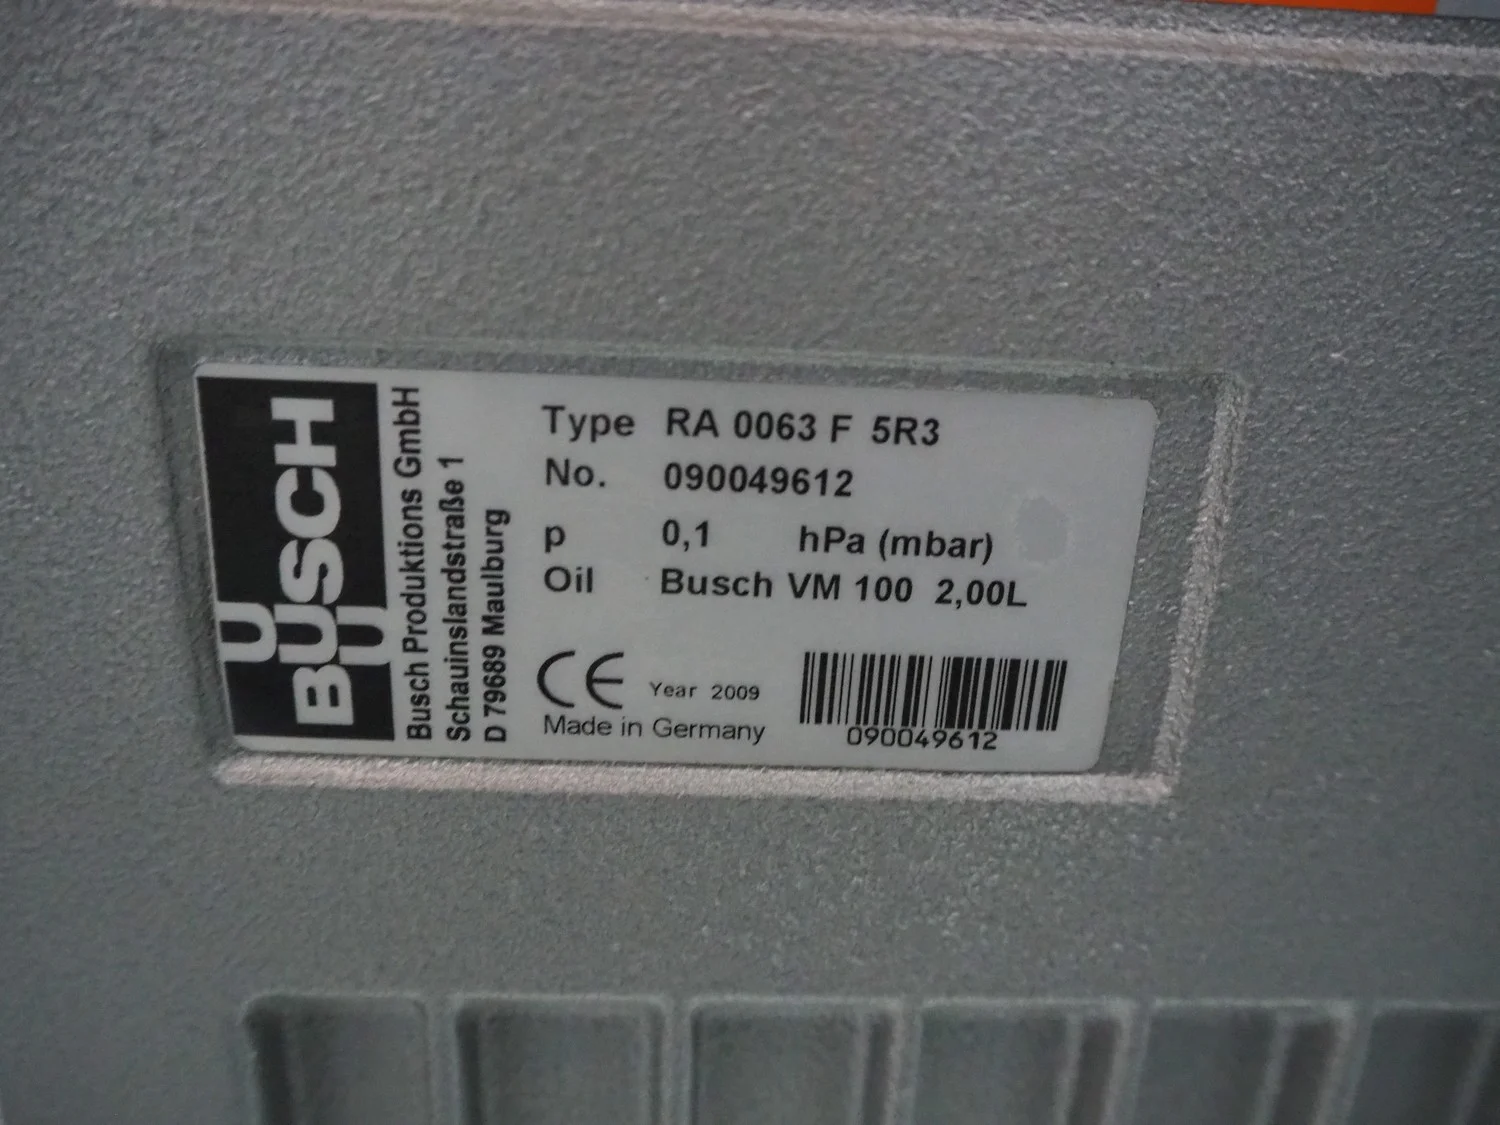 BUSCH
Busch Produktions GmbH
Schauinslandstraße 1
D 79689 Maulburg
Type RA 0063 F 5R3
No. 090049612
p 0,1 hPa (mbar)
Oil Busch VM 100 2,00L
CE Year 2009
Made in Germany
090049612